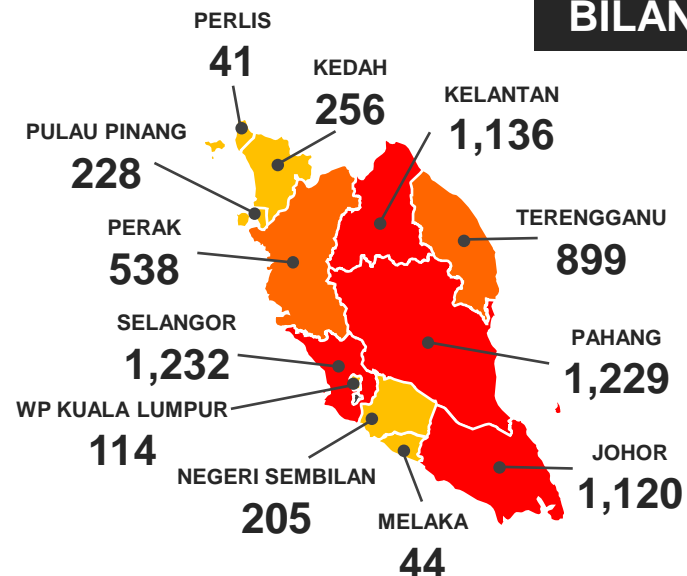 BILAN
PERLIS
41
KEDAH
256
KELANTAN
1,136
PULAU PINANG
228
TERENGGANU
899
PERAK
538
SELANGOR
1,232
PAHANG
1,229
WP KUALA LUMPUR
114
JOHOR
1,120
NEGERI SEMBILAN
205
MELAKA
44